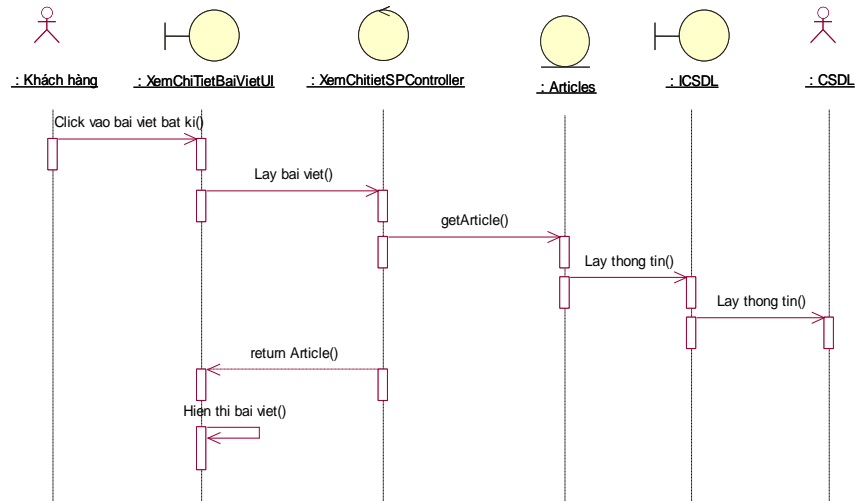 : Khách hàng
: XemChiTietBaiVietUI
: XemChitietSPController
: Articles
: ICSDL
: CSDL
Click vao bai viet bat ki()
Lay bai viet()
getArticle()
Lay thong tin()
Lay thong tin()
return Article()
Hien thi bai viet()